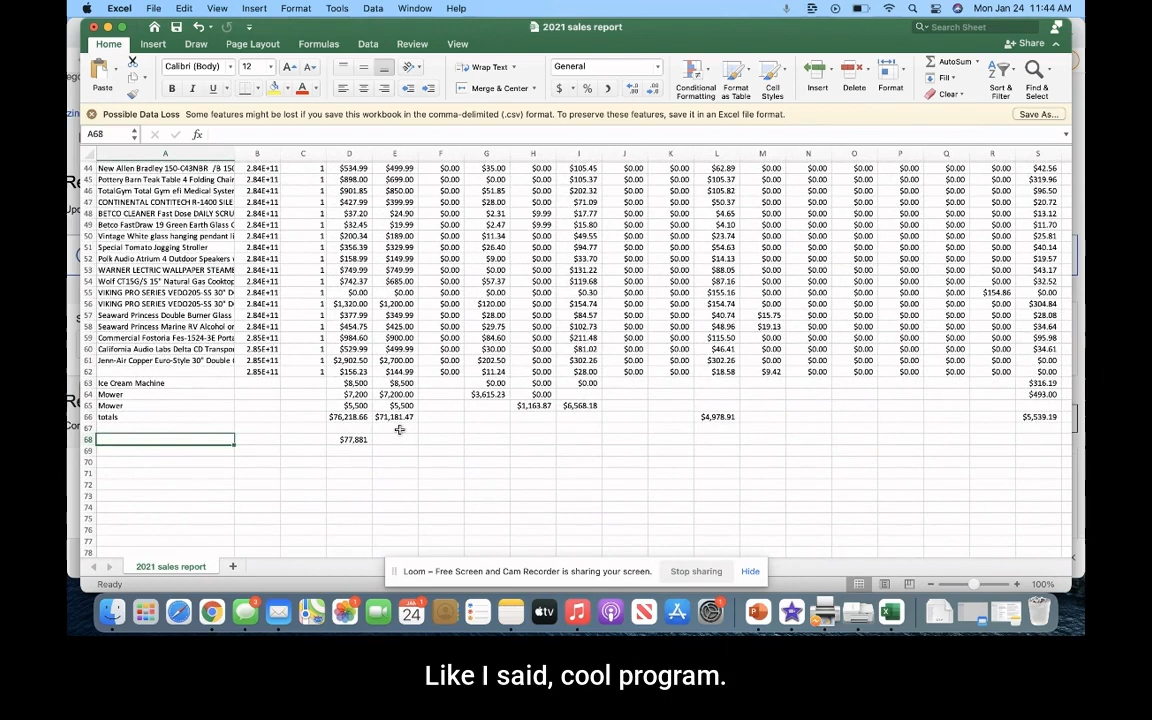 Excel File Edit View Insert Format Tools Data Window Help Mon Jan 24 11:44 AM
2021 sales report Search Sheet
Home Insert Draw Page Layout Formulas Data Review View Share
Paste Calibri (Body) 12 A A Wrap Text General Conditional Formatting Format as Table Cell Styles Insert Delete Format AutoSum Sort & Filter Find & Select
B I U A Merge & Center $ % Fill
Clear
Possible Data Loss Some features might be lost if you save this workbook in the comma-delimited (.csv) format. To preserve these features, save it in an Excel file format. Save As...
A68 fx
A B C D E F G H I J K L M N O P Q R S
44 New Allen Bradley 150-C43NBR /B 150 2.84E+11 1 $534.99 $499.99 $0.00 $35.00 $0.00 $105.45 $0.00 $0.00 $62.89 $0.00 $0.00 $0.00 $0.00 $0.00 $42.56
45 Pottery Barn Teak Table 4 Folding Chair 2.84E+11 1 $898.00 $699.00 $0.00 $0.00 $0.00 $105.37 $0.00 $0.00 $105.37 $0.00 $0.00 $0.00 $0.00 $0.00 $319.96
46 TotalGym Total Gym efi Medical System 2.84E+11 1 $901.85 $850.00 $0.00 $51.85 $0.00 $202.32 $0.00 $0.00 $105.82 $0.00 $0.00 $0.00 $0.00 $0.00 $96.50
47 CONTINENTAL CONTITECH R-1400 SILE 2.84E+11 1 $427.99 $399.99 $0.00 $28.00 $0.00 $71.09 $0.00 $0.00 $50.37 $0.00 $0.00 $0.00 $0.00 $0.00 $20.72
48 BETCO CLEANER Fast Dose DAILY SCRU 2.84E+11 1 $37.20 $24.90 $0.00 $2.31 $9.99 $17.77 $0.00 $0.00 $4.65 $0.00 $0.00 $0.00 $0.00 $0.00 $13.12
49 Betco FastDraw 19 Green Earth Glass C 2.84E+11 1 $32.45 $19.99 $0.00 $2.47 $9.99 $15.80 $0.00 $0.00 $4.10 $0.00 $0.00 $0.00 $0.00 $0.00 $11.70
50 Vintage White glass hanging pendant li 2.84E+11 1 $200.34 $189.00 $0.00 $11.34 $0.00 $49.55 $0.00 $0.00 $23.74 $0.00 $0.00 $0.00 $0.00 $0.00 $25.81
51 Special Tomato Jogging Stroller 2.84E+11 1 $356.39 $329.99 $0.00 $26.40 $0.00 $94.77 $0.00 $0.00 $54.63 $0.00 $0.00 $0.00 $0.00 $0.00 $40.14
52 Polk Audio Atrium 4 Outdoor Speakers w 2.84E+11 1 $158.99 $149.99 $0.00 $9.00 $0.00 $33.70 $0.00 $0.00 $14.13 $0.00 $0.00 $0.00 $0.00 $0.00 $19.57
53 WARNER LECTRIC WALLPAPER STEAME 2.84E+11 1 $749.99 $749.99 $0.00 $0.00 $0.00 $131.22 $0.00 $0.00 $88.05 $0.00 $0.00 $0.00 $0.00 $0.00 $43.17
54 Wolf CT15G/S 15" Natural Gas Cooktop 2.84E+11 1 $742.37 $685.00 $0.00 $57.37 $0.00 $119.68 $0.00 $0.00 $87.16 $0.00 $0.00 $0.00 $0.00 $0.00 $32.52
55 VIKING PRO SERIES VEDO205-SS 30" D 2.84E+11 1 $0.00 $0.00 $0.00 $0.00 $0.00 $0.30 $0.00 $0.00 $155.16 $0.00 $0.00 $0.00 $0.00 $154.86 $0.00
56 VIKING PRO SERIES VEDO205-SS 30" D 2.84E+11 1 $1,320.00 $1,200.00 $0.00 $120.00 $0.00 $154.74 $0.00 $0.00 $154.74 $0.00 $0.00 $0.00 $0.00 $0.00 $304.84
57 Seaward Princess Double Burner Glass 2.84E+11 1 $377.99 $349.99 $0.00 $28.00 $0.00 $84.57 $0.00 $0.00 $40.74 $15.75 $0.00 $0.00 $0.00 $0.00 $28.08
58 Seaward Princess Marine RV Alcohol or 2.84E+11 1 $454.75 $425.00 $0.00 $29.75 $0.00 $102.73 $0.00 $0.00 $48.96 $19.13 $0.00 $0.00 $0.00 $0.00 $34.64
59 Commercial Fostoria Fes-1524-3E Porta 2.85E+11 1 $984.60 $900.00 $0.00 $84.60 $0.00 $211.48 $0.00 $0.00 $115.50 $0.00 $0.00 $0.00 $0.00 $0.00 $95.98
60 California Audio Labs Delta CD Transpo 2.85E+11 1 $529.99 $499.99 $0.00 $30.00 $0.00 $81.02 $0.00 $0.00 $46.41 $0.00 $0.00 $0.00 $0.00 $0.00 $34.61
61 Jenn-Air Copper Euro-Style 30" Double 2.85E+11 1 $2,902.50 $2,700.00 $0.00 $202.50 $0.00 $302.26 $0.00 $0.00 $302.26 $0.00 $0.00 $0.00 $0.00 $0.00 $0.00
62 2.85E+11 1 $156.23 $144.99 $0.00 $11.24 $0.00 $28.00 $0.00 $0.00 $18.58 $9.42 $0.00 $0.00 $0.00 $0.00 $0.00
63 Ice Cream Machine $8,500 $8,500 $0.00 $0.00 $0.00 $316.19
64 Mower $7,200 $7,200.00 $3,615.23 $0.00 $493.00
65 Mower $5,500 $5,500 $1,163.87 $6,568.18
66 totals $76,218.66 $71,181.47 $4,978.91 $5,539.19
67
68 $77,881
69
70
71
72
73
74
75
76
77
78
2021 sales report
Loom – Free Screen and Cam Recorder is sharing your screen. Stop sharing Hide
Ready 100%
Like I said, cool program.